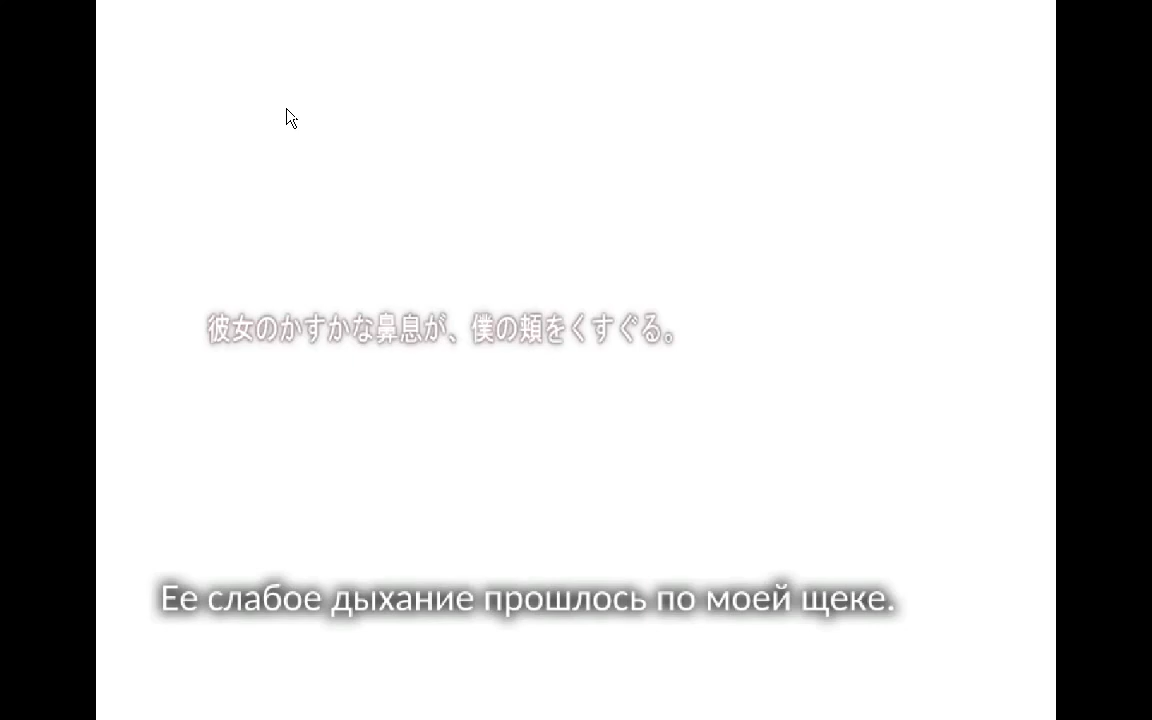 彼女のかすかな鼻息が、僕の頬をくすぐる。
Ее слабое дыхание прошлось по моей щеке.